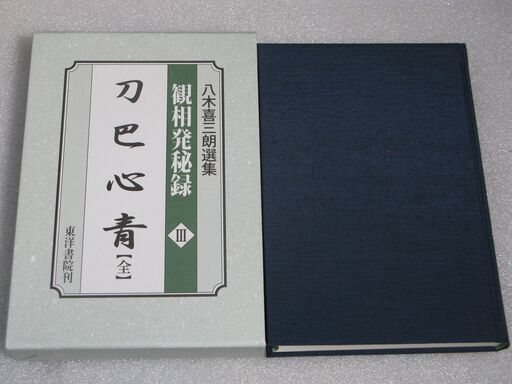 八木喜三朗選集
観相発秘録 III
刀巴心青【全】
東洋書院刊